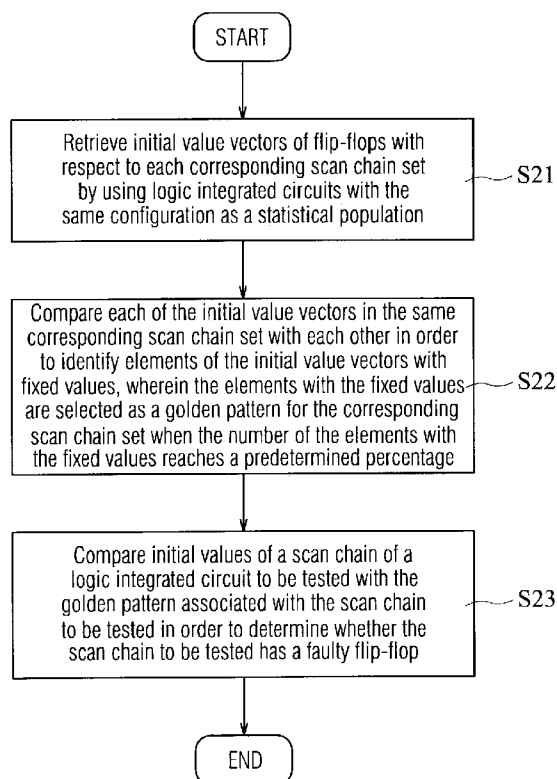 START
Retrieve initial value vectors of flip-flops with
respect to each corresponding scan chain set
by using logic integrated circuits with the
same configuration as a statistical population
S21
Compare each of the initial value vectors in the same
corresponding scan chain set with each other in order
to identify elements of the initial value vectors with
fixed values, wherein the elements with the fixed values
are selected as a golden pattern for the corresponding
scan chain set when the number of the elements with
the fixed values reaches a predetermined percentage
S22
Compare initial values of a scan chain of a
logic integrated circuit to be tested with the
golden pattern associated with the scan chain
to be tested in order to determine whether the
scan chain to be tested has a faulty flip-flop
S23
END